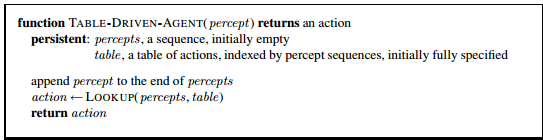 function TABLE-DRIVEN-AGENT(percept) returns an action
persistent: percepts, a sequence, initially empty
table, a table of actions, indexed by percept sequences, initially fully specified
append percept to the end of percepts
action ← LOOKUP(percepts, table)
return action